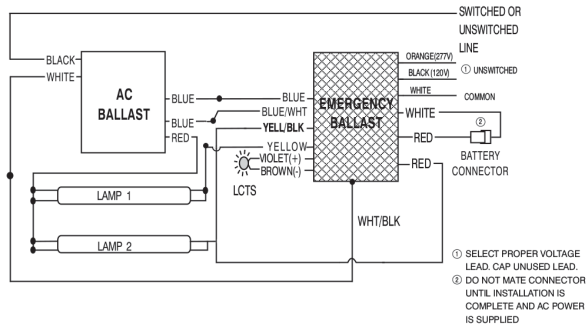 SWITCHED OR
UNSWITCHED
LINE
BLACK
WHITE
AC
BALLAST
BLUE
BLUE
RED
BLUE
BLUE/WHT
YELL/BLK
YELLOW
VIOLET(+)
BROWN(-)
LCTS
EMERGENCY
BALLAST
ORANGE(277V)
BLACK (120V)
① UNSWITCHED
WHITE
COMMON
WHITE
②
RED
BATTERY
CONNECTOR
RED
LAMP 1
LAMP 2
WHT/BLK
① SELECT PROPER VOLTAGE
LEAD. CAP UNUSED LEAD.
② DO NOT MATE CONNECTOR
UNTIL INSTALLATION IS
COMPLETE AND AC POWER
IS SUPPLIED